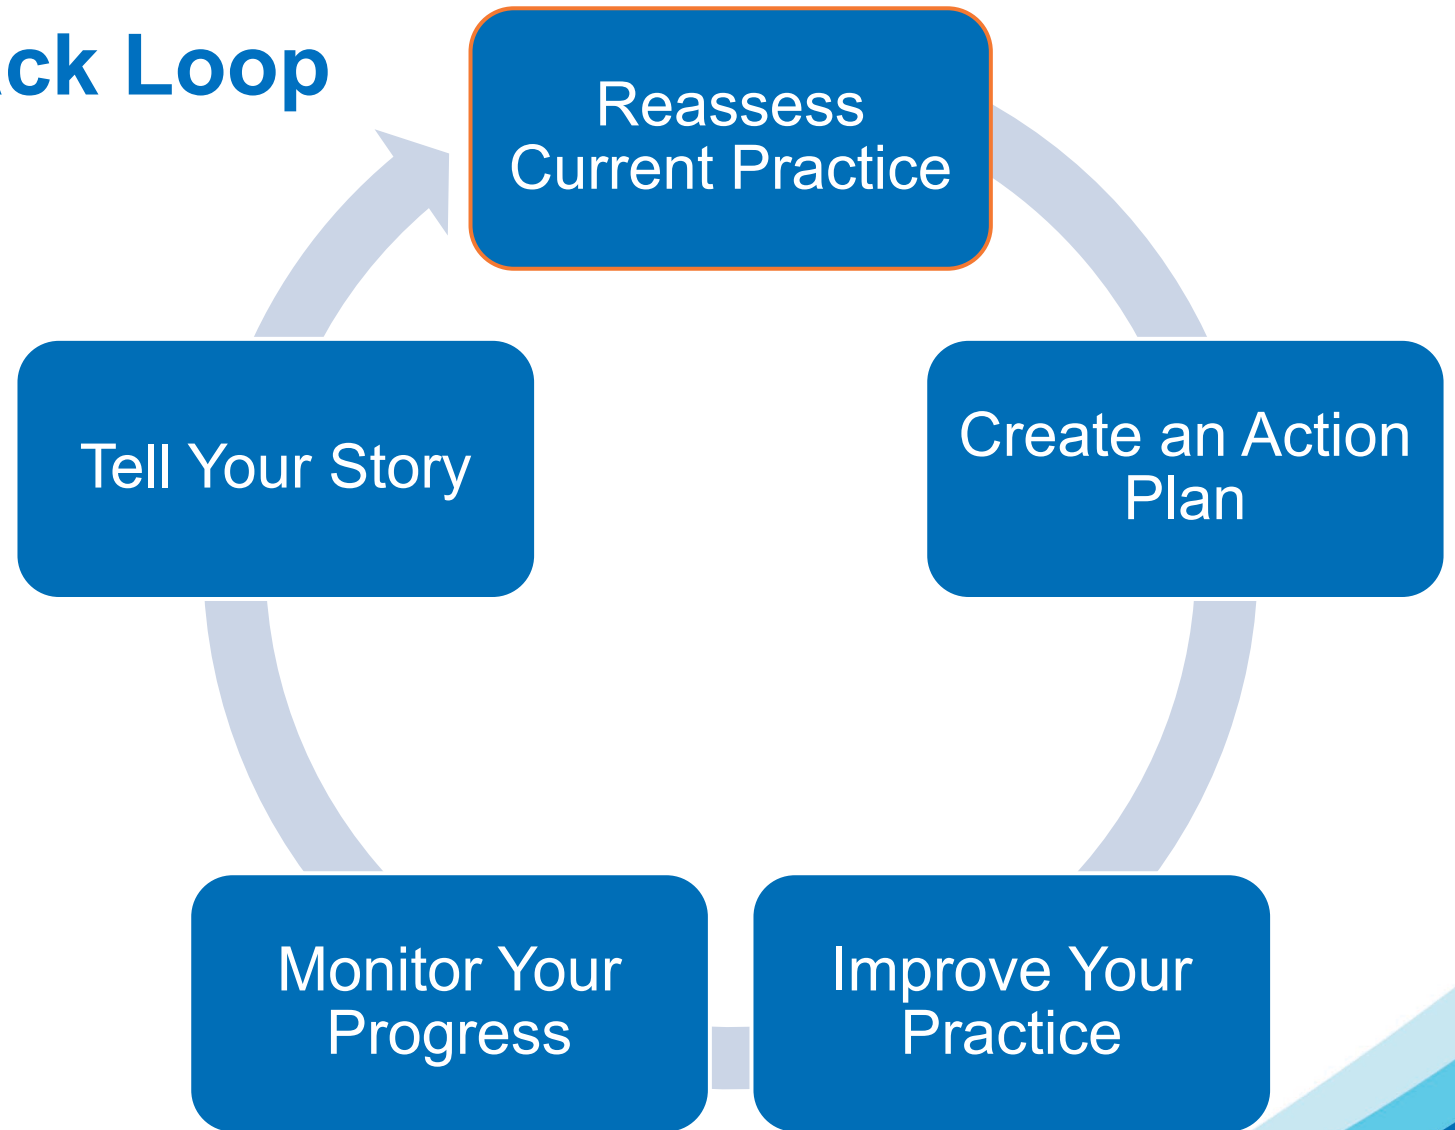 ck Loop
Reassess
Current Practice
Create an Action
Plan
Improve Your
Practice
Monitor Your
Progress
Tell Your Story